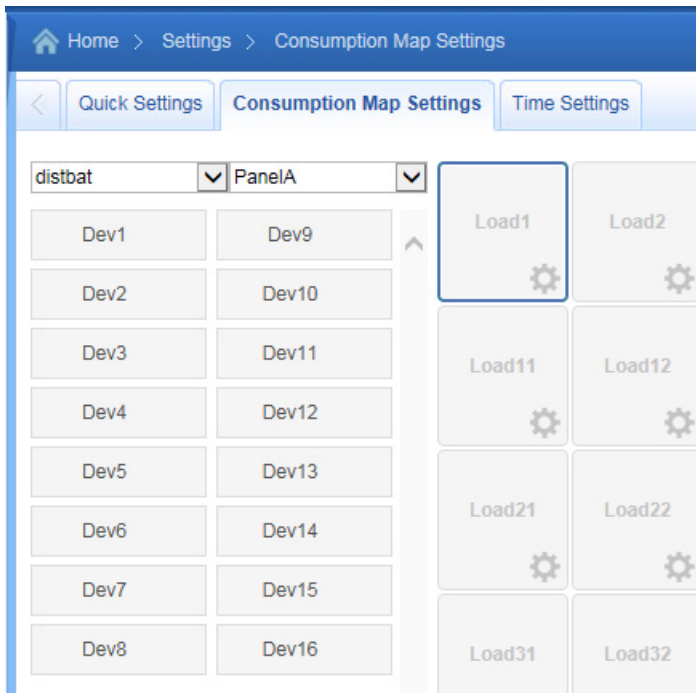 Home > Settings > Consumption Map Settings
Quick Settings Consumption Map Settings Time Settings
distbat PanelA
Load1 Load2
Dev1 Dev9
Dev2 Dev10
Dev3 Dev11
Load11 Load12
Dev4 Dev12
Dev5 Dev13
Load21 Load22
Dev6 Dev14
Dev7 Dev15
Dev8 Dev16
Load31 Load32